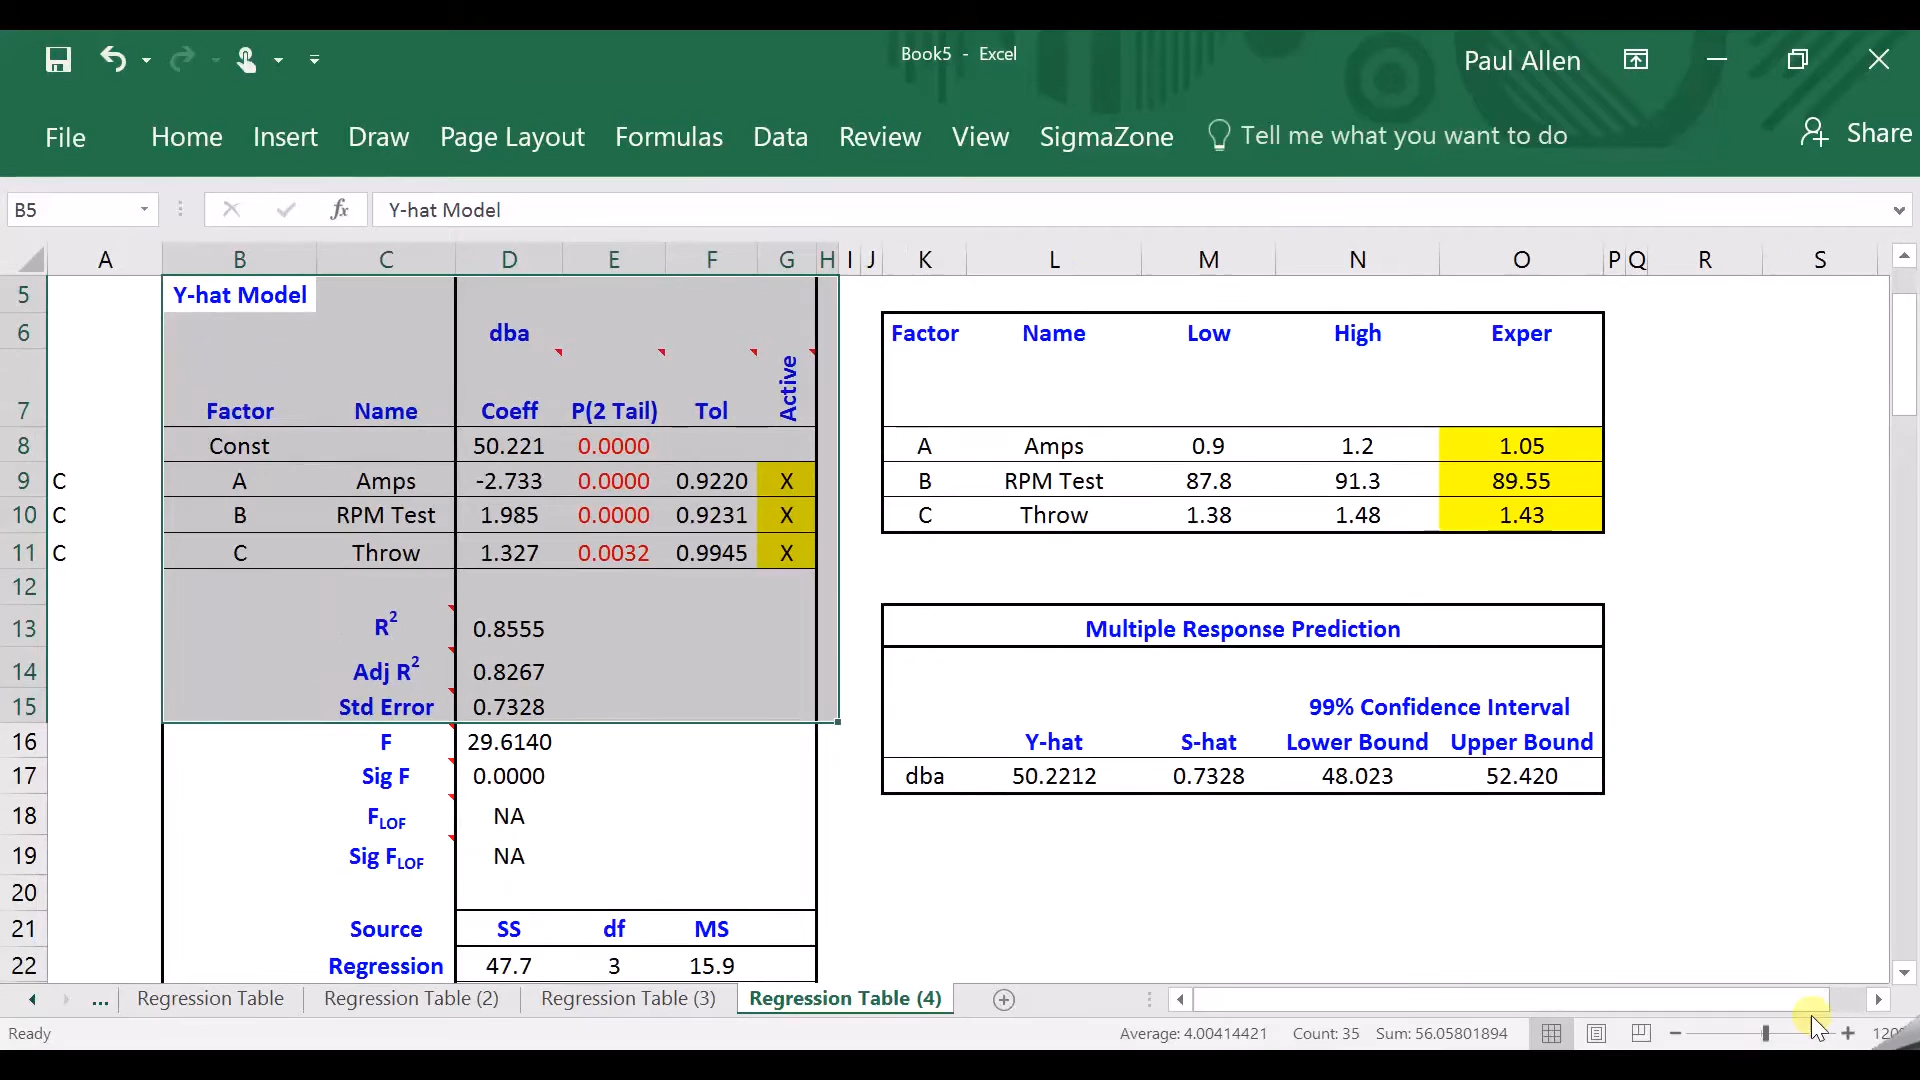 Book5 - Excel
Paul Allen
File Home Insert Draw Page Layout Formulas Data Review View SigmaZone Tell me what you want to do Share
B5 fx Y-hat Model
A B C D E F G H I J K L M N O P Q R S
5 Y-hat Model
6 dba Factor Name Low High Exper
7 Factor Name Coeff P(2 Tail) Tol Active
8 Const 50.221 0.0000 A Amps 0.9 1.2 1.05
9 C A Amps -2.733 0.0000 0.9220 X B RPM Test 87.8 91.3 89.55
10 C B RPM Test 1.985 0.0000 0.9231 X C Throw 1.38 1.48 1.43
11 C C Throw 1.327 0.0032 0.9945 X
12
13 R2 0.8555 Multiple Response Prediction
14 Adj R2 0.8267
15 Std Error 0.7328 99% Confidence Interval
16 F 29.6140 Y-hat S-hat Lower Bound Upper Bound
17 Sig F 0.0000 dba 50.2212 0.7328 48.023 52.420
18 FLOF NA
19 Sig FLOF NA
20
21 Source SS df MS
22 Regression 47.7 3 15.9
... Regression Table Regression Table (2) Regression Table (3) Regression Table (4)
Ready Average: 4.00414421 Count: 35 Sum: 56.05801894